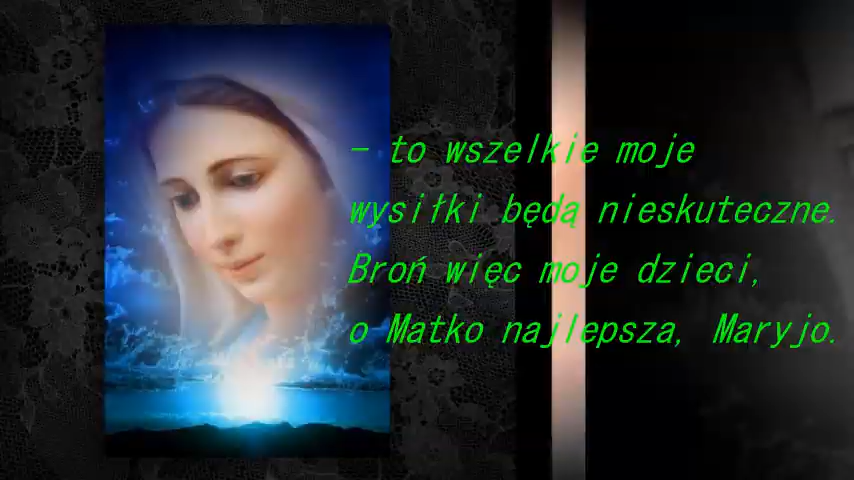 - to wszelkie moje
wysiłki będą nieskuteczne.
Broń więc moje dzieci,
o Matko najlepsza, Maryjo.